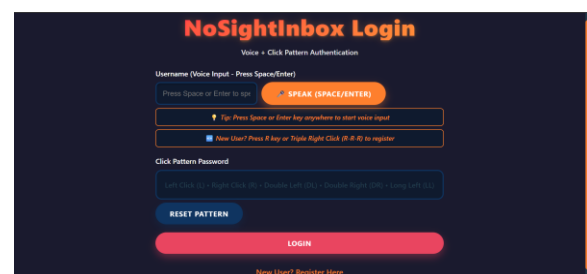 NoSightInbox Login
Voice + Click Pattern Authentication
Username (Voice Input - Press Space/Enter)
Press Space or Enter to spe
SPEAK (SPACE/ENTER)
Tip: Press Space or Enter key anywhere to start voice input
New User? Press R key or Triple Right Click (R-R-R) to register
Click Pattern Password
Left Click (L) • Right Click (R) • Double Left (DL) • Double Right (DR) • Long Left (LL)
RESET PATTERN
LOGIN
New User? Register Here